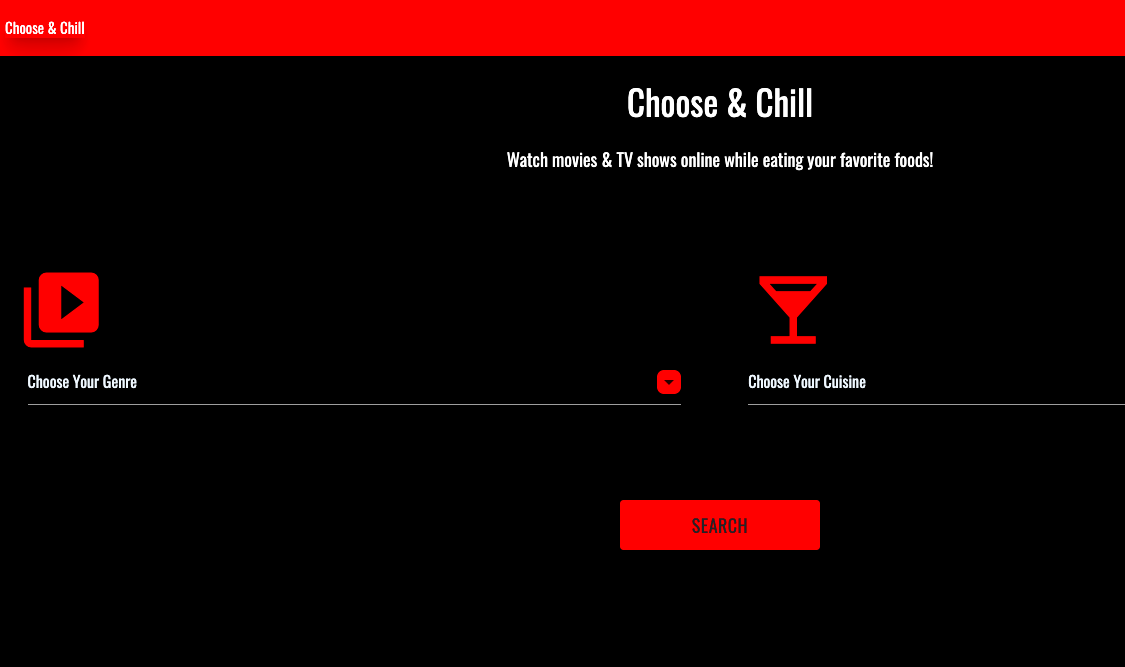 Choose & Chill
Choose & Chill
Watch movies & TV shows online while eating your favorite foods!
Choose Your Genre
Choose Your Cuisine
SEARCH